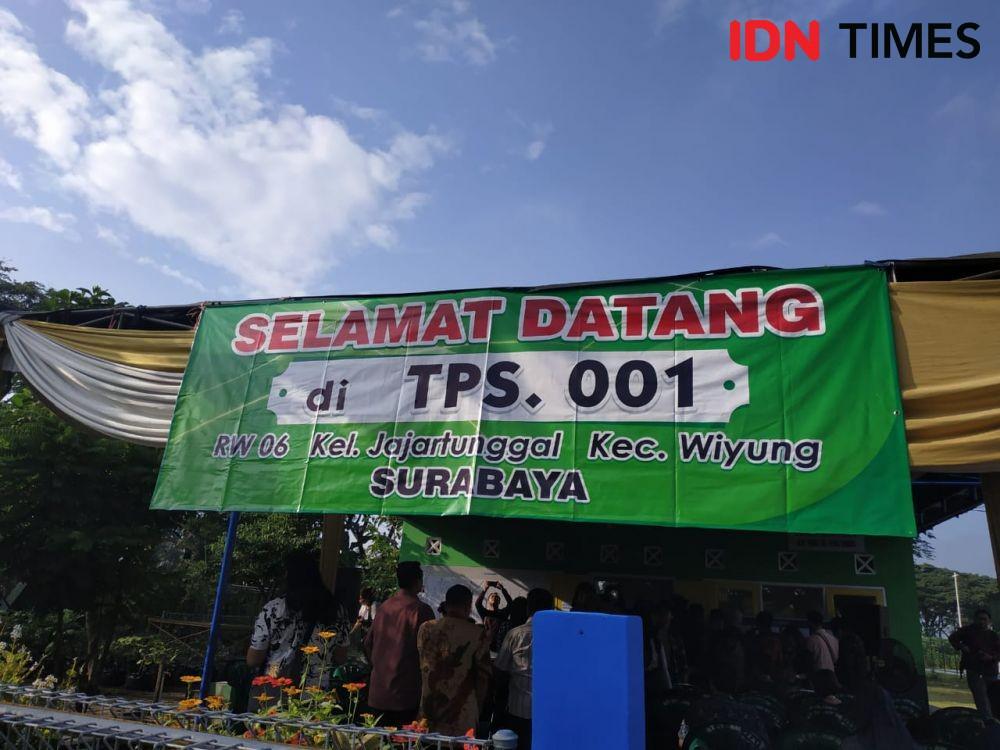 IDN TIMES
SELAMAT DATANG
di TPS. 001
RW 06 Kel. Jajartunggal Kec. Wiyung
SURABAYA